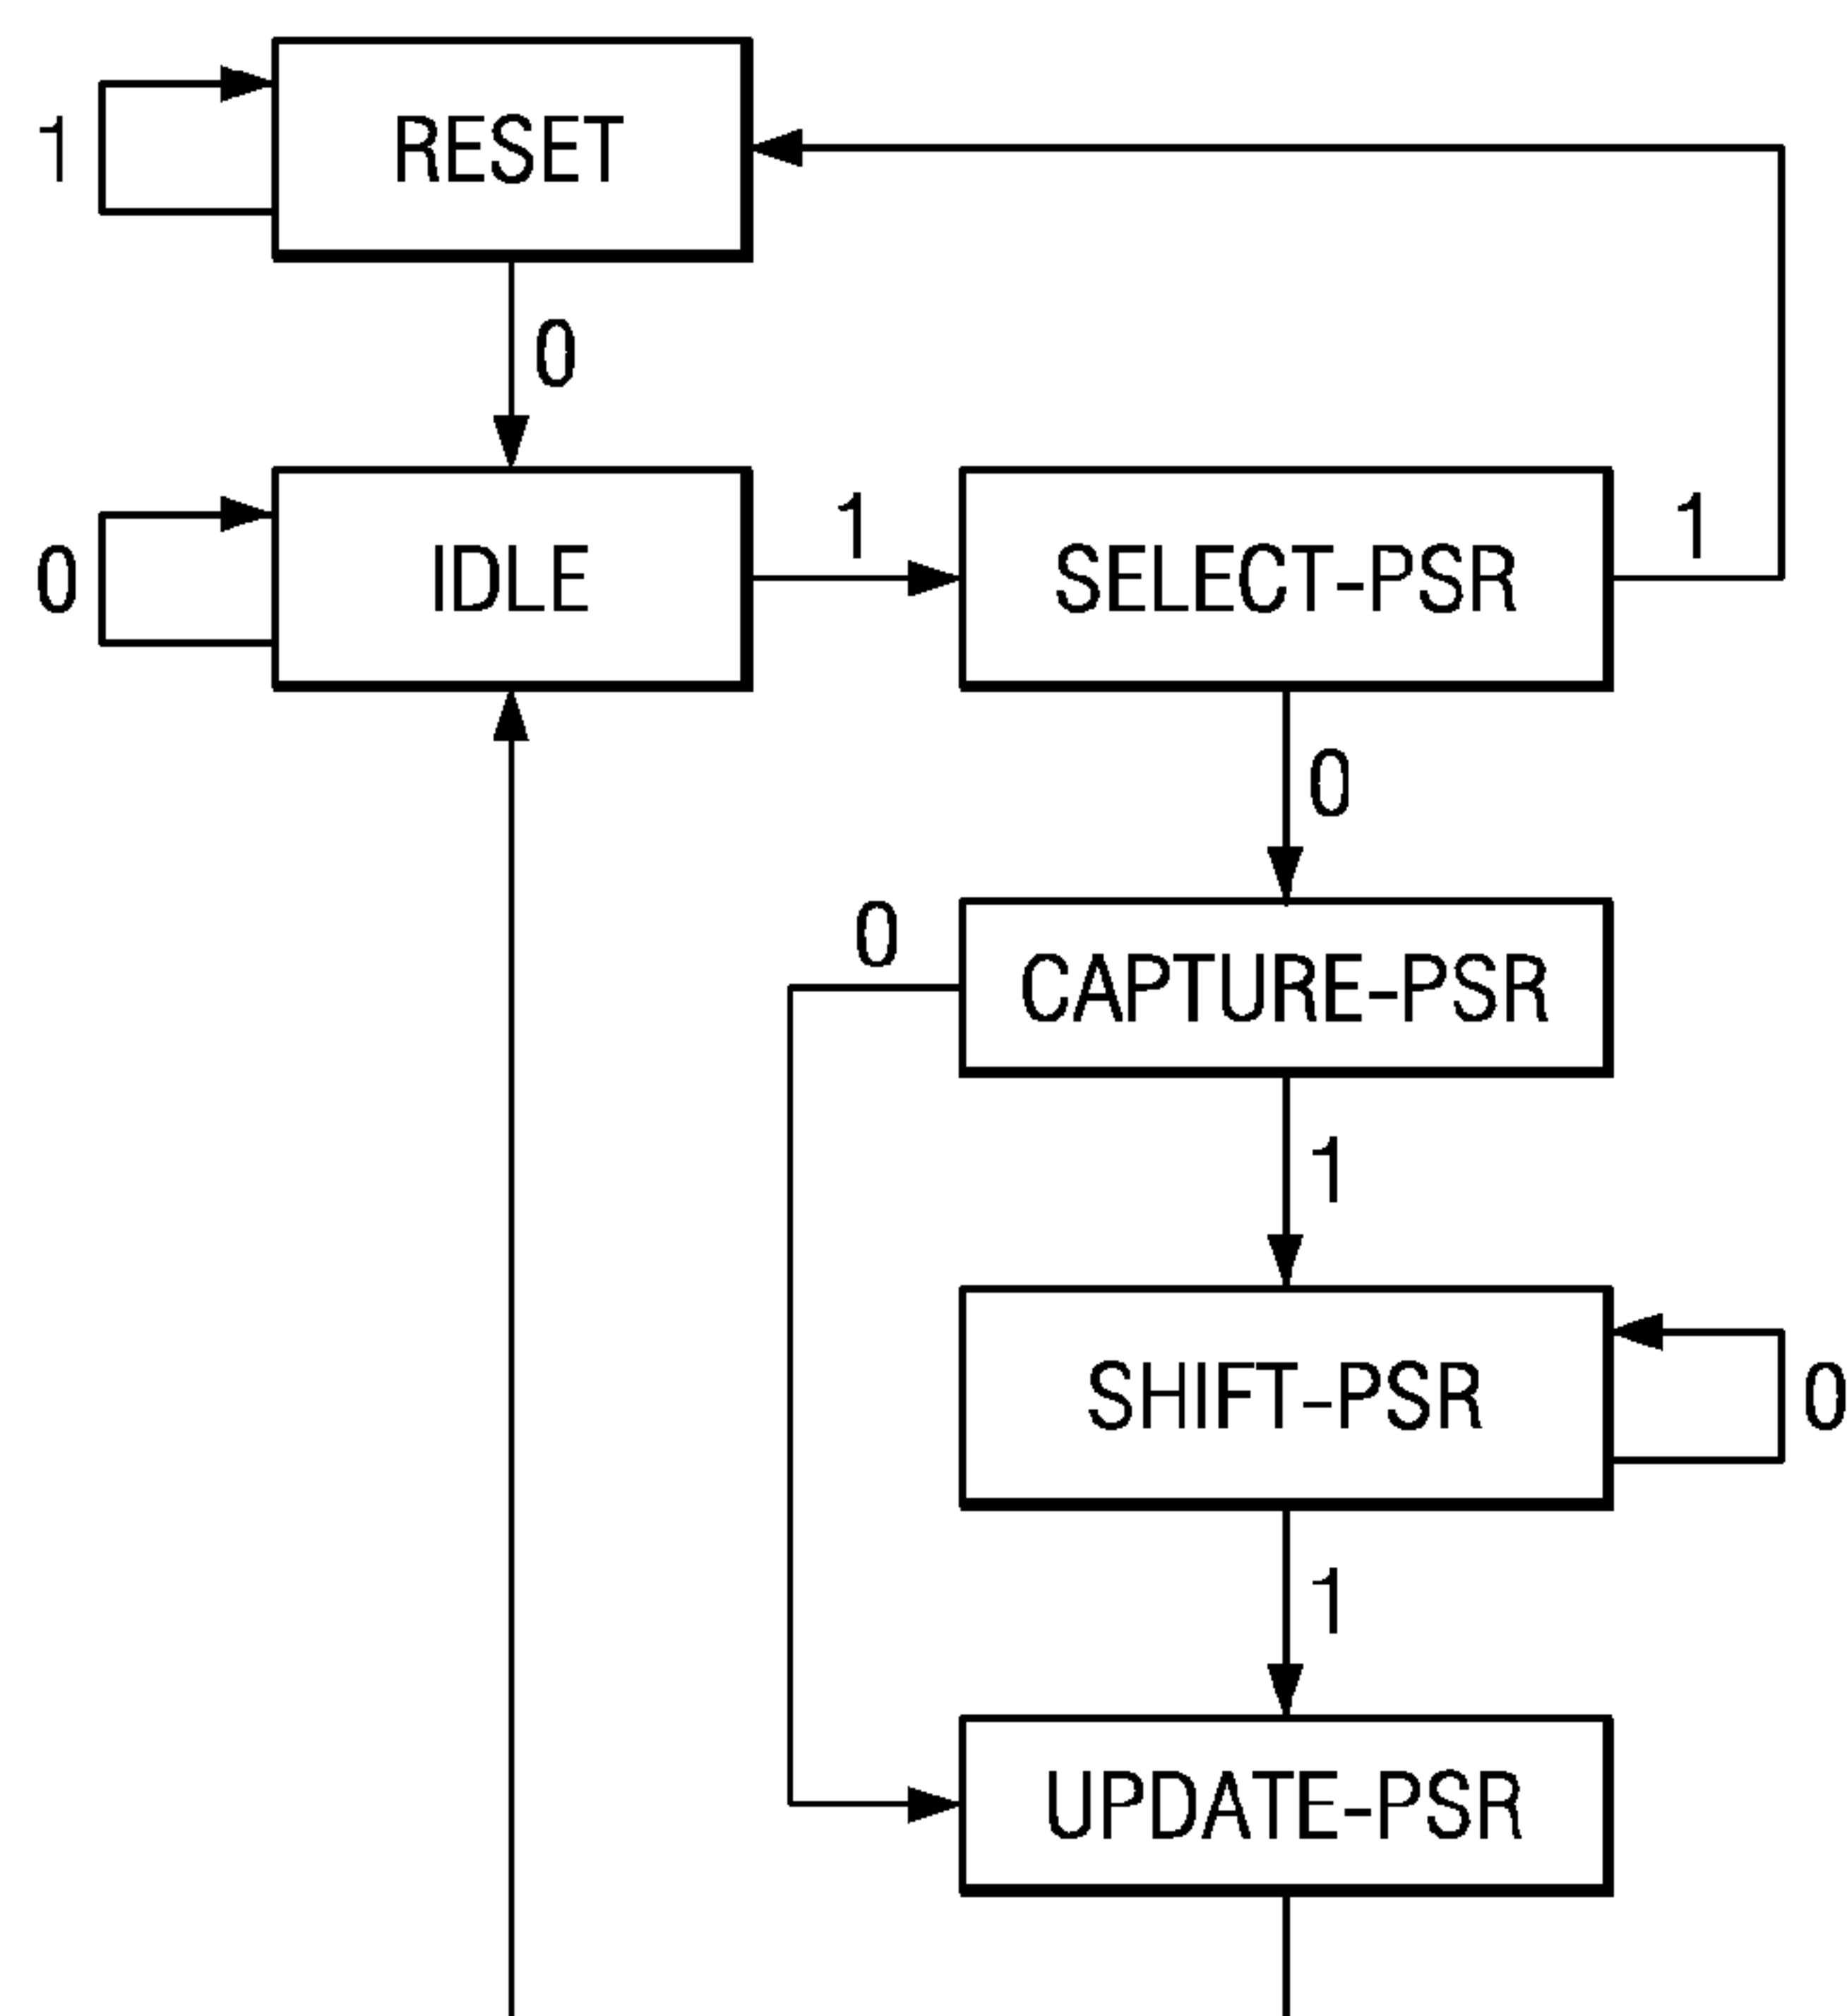 1
RESET
0
0
IDLE
1
SELECT-PSR
1
0
0
CAPTURE-PSR
1
SHIFT-PSR
0
1
UPDATE-PSR